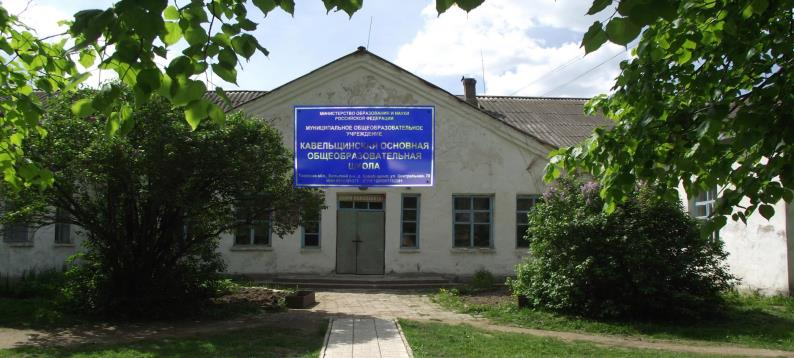 МИНИСТЕРСТВО ОБРАЗОВАНИЯ И НАУКИ
РОССИЙСКОЙ ФЕДЕРАЦИИ
МУНИЦИПАЛЬНОЕ ОБЩЕОБРАЗОВАТЕЛЬНОЕ
УЧРЕЖДЕНИЕ
КАВЕЛЬЩИНСКАЯ ОСНОВНАЯ
ОБЩЕОБРАЗОВАТЕЛЬНАЯ
ШКОЛА